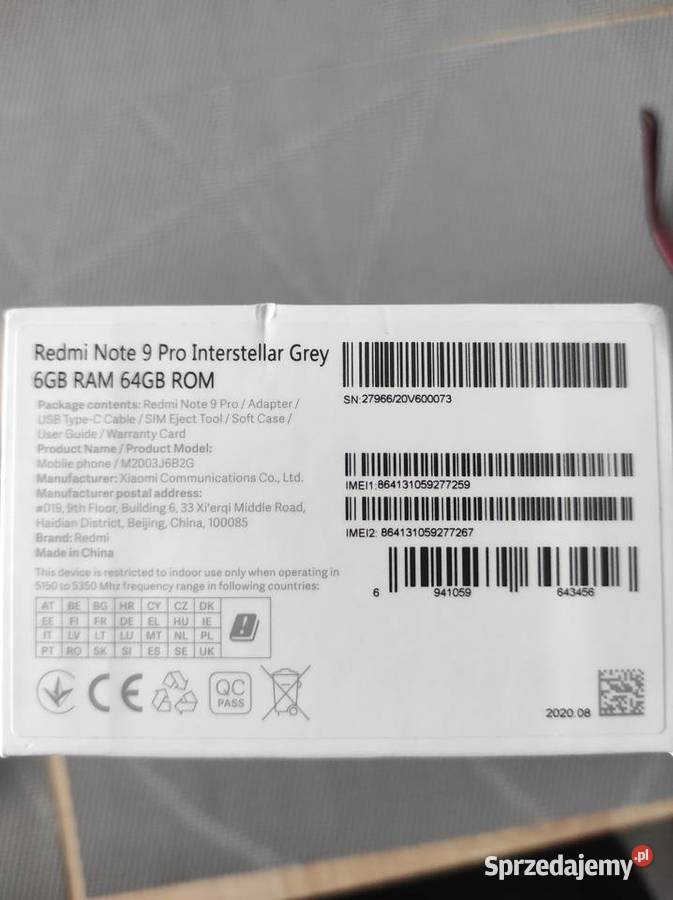 Redmi Note 9 Pro Interstellar Grey
6GB RAM 64GB ROM
Package contents: Redmi Note 9 Pro / Adapter /
USB Type-C Cable / SIM Eject Tool / Soft Case /
User Guide / Warranty Card
Product Name / Product Model:
Mobile phone / M2003J6B2G
Manufacturer: Xiaomi Communications Co., Ltd.
Manufacturer postal address:
#019, 9th Floor, Building 6, 33 Xi'erqi Middle Road,
Haidian District, Beijing, China, 100085
Brand: Redmi
Made in China
This device is restricted to indoor use only when operating in
5150 to 5350 Mhz frequency range in following countries:
AT BE BG HR CY CZ DK
EE FI FR DE EL HU IE
IT LV LT LU MT NL PL
PT RO SK SI ES SE UK
CE
QC
PASS
SN:27966/20V600073
IMEI1:864131059277259
IMEI2: 864131059277267
6 941059 643456
2020.08
Sprzedajemy.pl